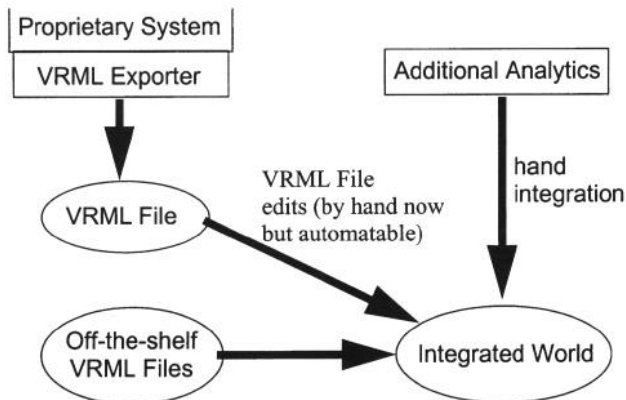 Proprietary System
VRML Exporter
Additional Analytics
hand
integration
VRML File
edits (by hand now
but automatable)
VRML File
Off-the-shelf
VRML Files
Integrated World